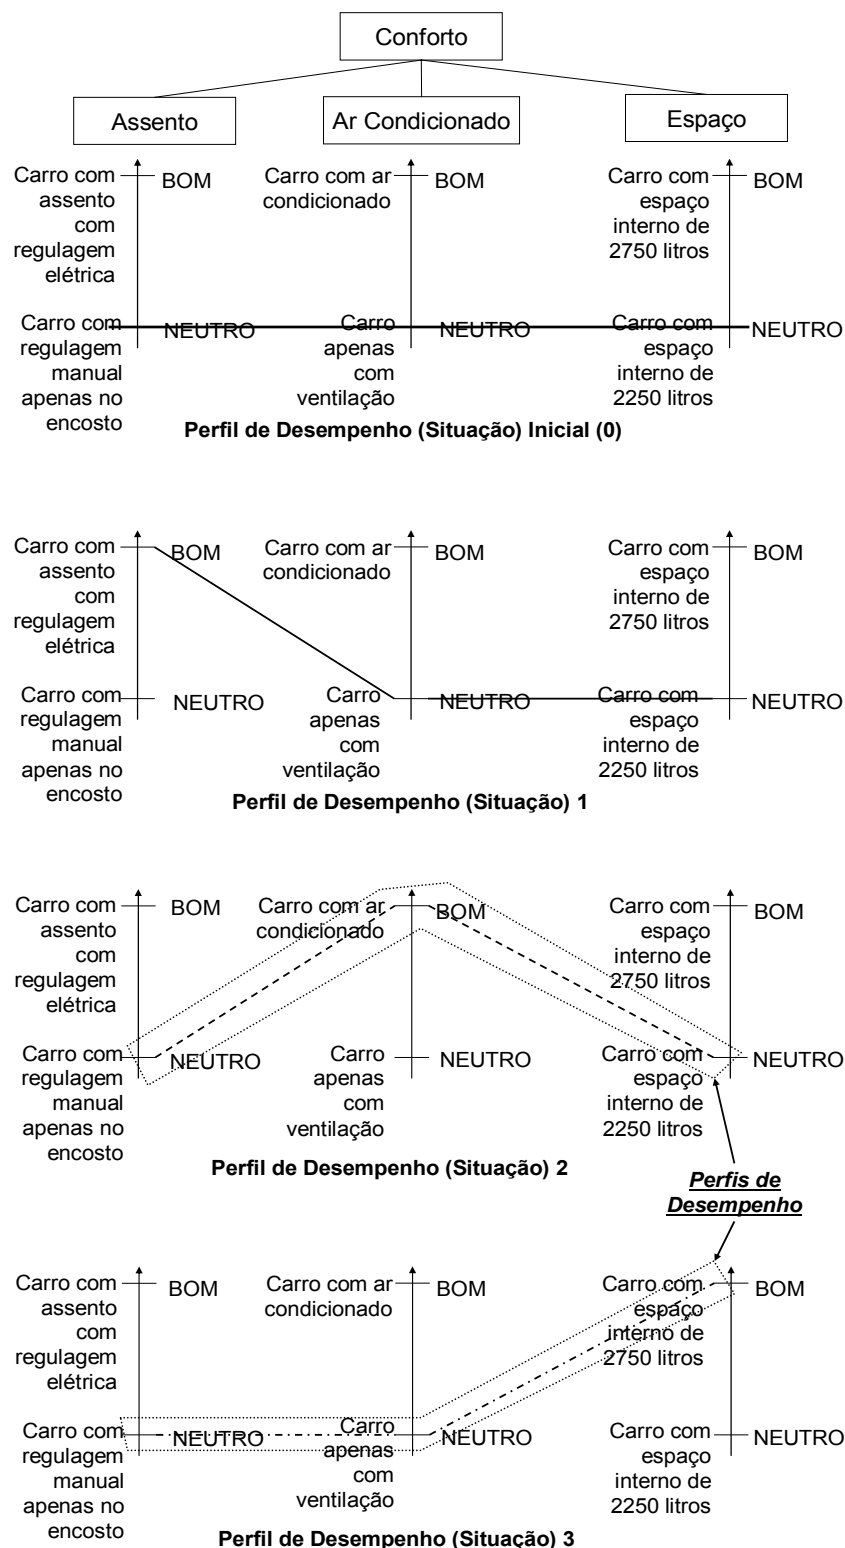 Conforto
Assento
Ar Condicionado
Espaço
Carro com
assento
com
regulagem
elétrica
BOM
Carro com ar
condicionado
BOM
Carro com
espaço
interno de
2750 litros
BOM
Carro com
regulagem
manual
apenas no
encosto
NEUTRO
Carro
apenas
com
ventilação
NEUTRO
Carro com
espaço
interno de
2250 litros
NEUTRO
Perfil de Desempenho (Situação) Inicial (0)
Carro com
assento
com
regulagem
elétrica
BOM
Carro com ar
condicionado
BOM
Carro com
espaço
interno de
2750 litros
BOM
Carro com
regulagem
manual
apenas no
encosto
NEUTRO
Carro
apenas
com
ventilação
NEUTRO
Carro com
espaço
interno de
2250 litros
NEUTRO
Perfil de Desempenho (Situação) 1
Carro com
assento
com
regulagem
elétrica
BOM
Carro com ar
condicionado
BOM
Carro com
espaço
interno de
2750 litros
BOM
Carro com
regulagem
manual
apenas no
encosto
NEUTRO
Carro
apenas
com
ventilação
NEUTRO
Carro com
espaço
interno de
2250 litros
NEUTRO
Perfil de Desempenho (Situação) 2
Perfis de
Desempenho
Carro com
assento
com
regulagem
elétrica
BOM
Carro com ar
condicionado
BOM
Carro com
espaço
interno de
2750 litros
BOM
Carro com
regulagem
manual
apenas no
encosto
NEUTRO
Carro
apenas
com
ventilação
NEUTRO
Carro com
espaço
interno de
2250 litros
NEUTRO
Perfil de Desempenho (Situação) 3